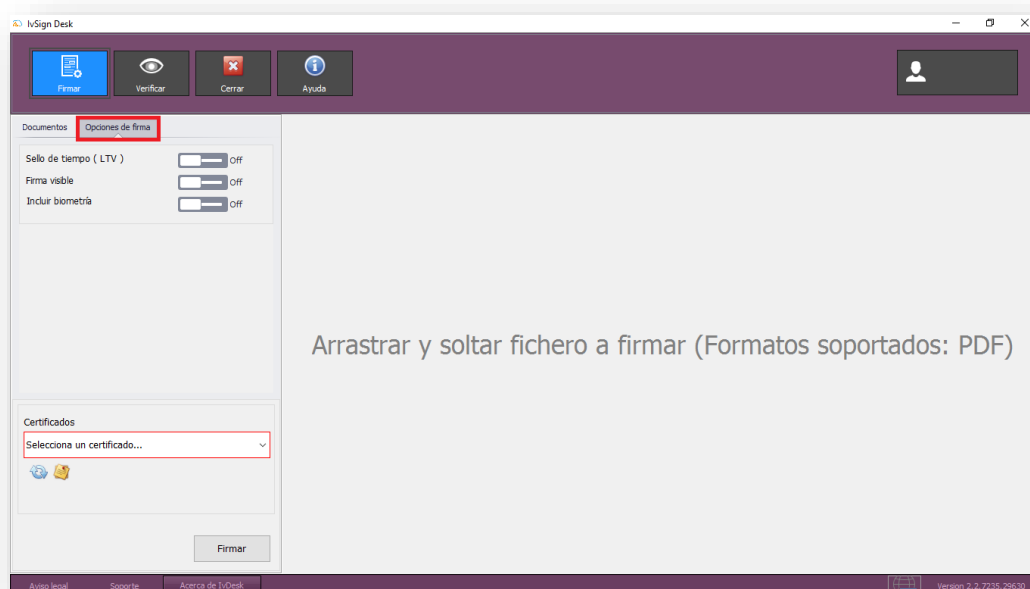 IvSign Desk
Firmar
Verificar
Cerrar
Ayuda
Documentos
Opciones de firma
Sello de tiempo ( LTV )
Off
Firma visible
Off
Incluir biometría
Off
Arrastrar y soltar fichero a firmar (Formatos soportados: PDF)
Certificados
Selecciona un certificado...
Firmar
Aviso legal
Soporte
Acerca de IvDesk
Version 2.2.7235.29630